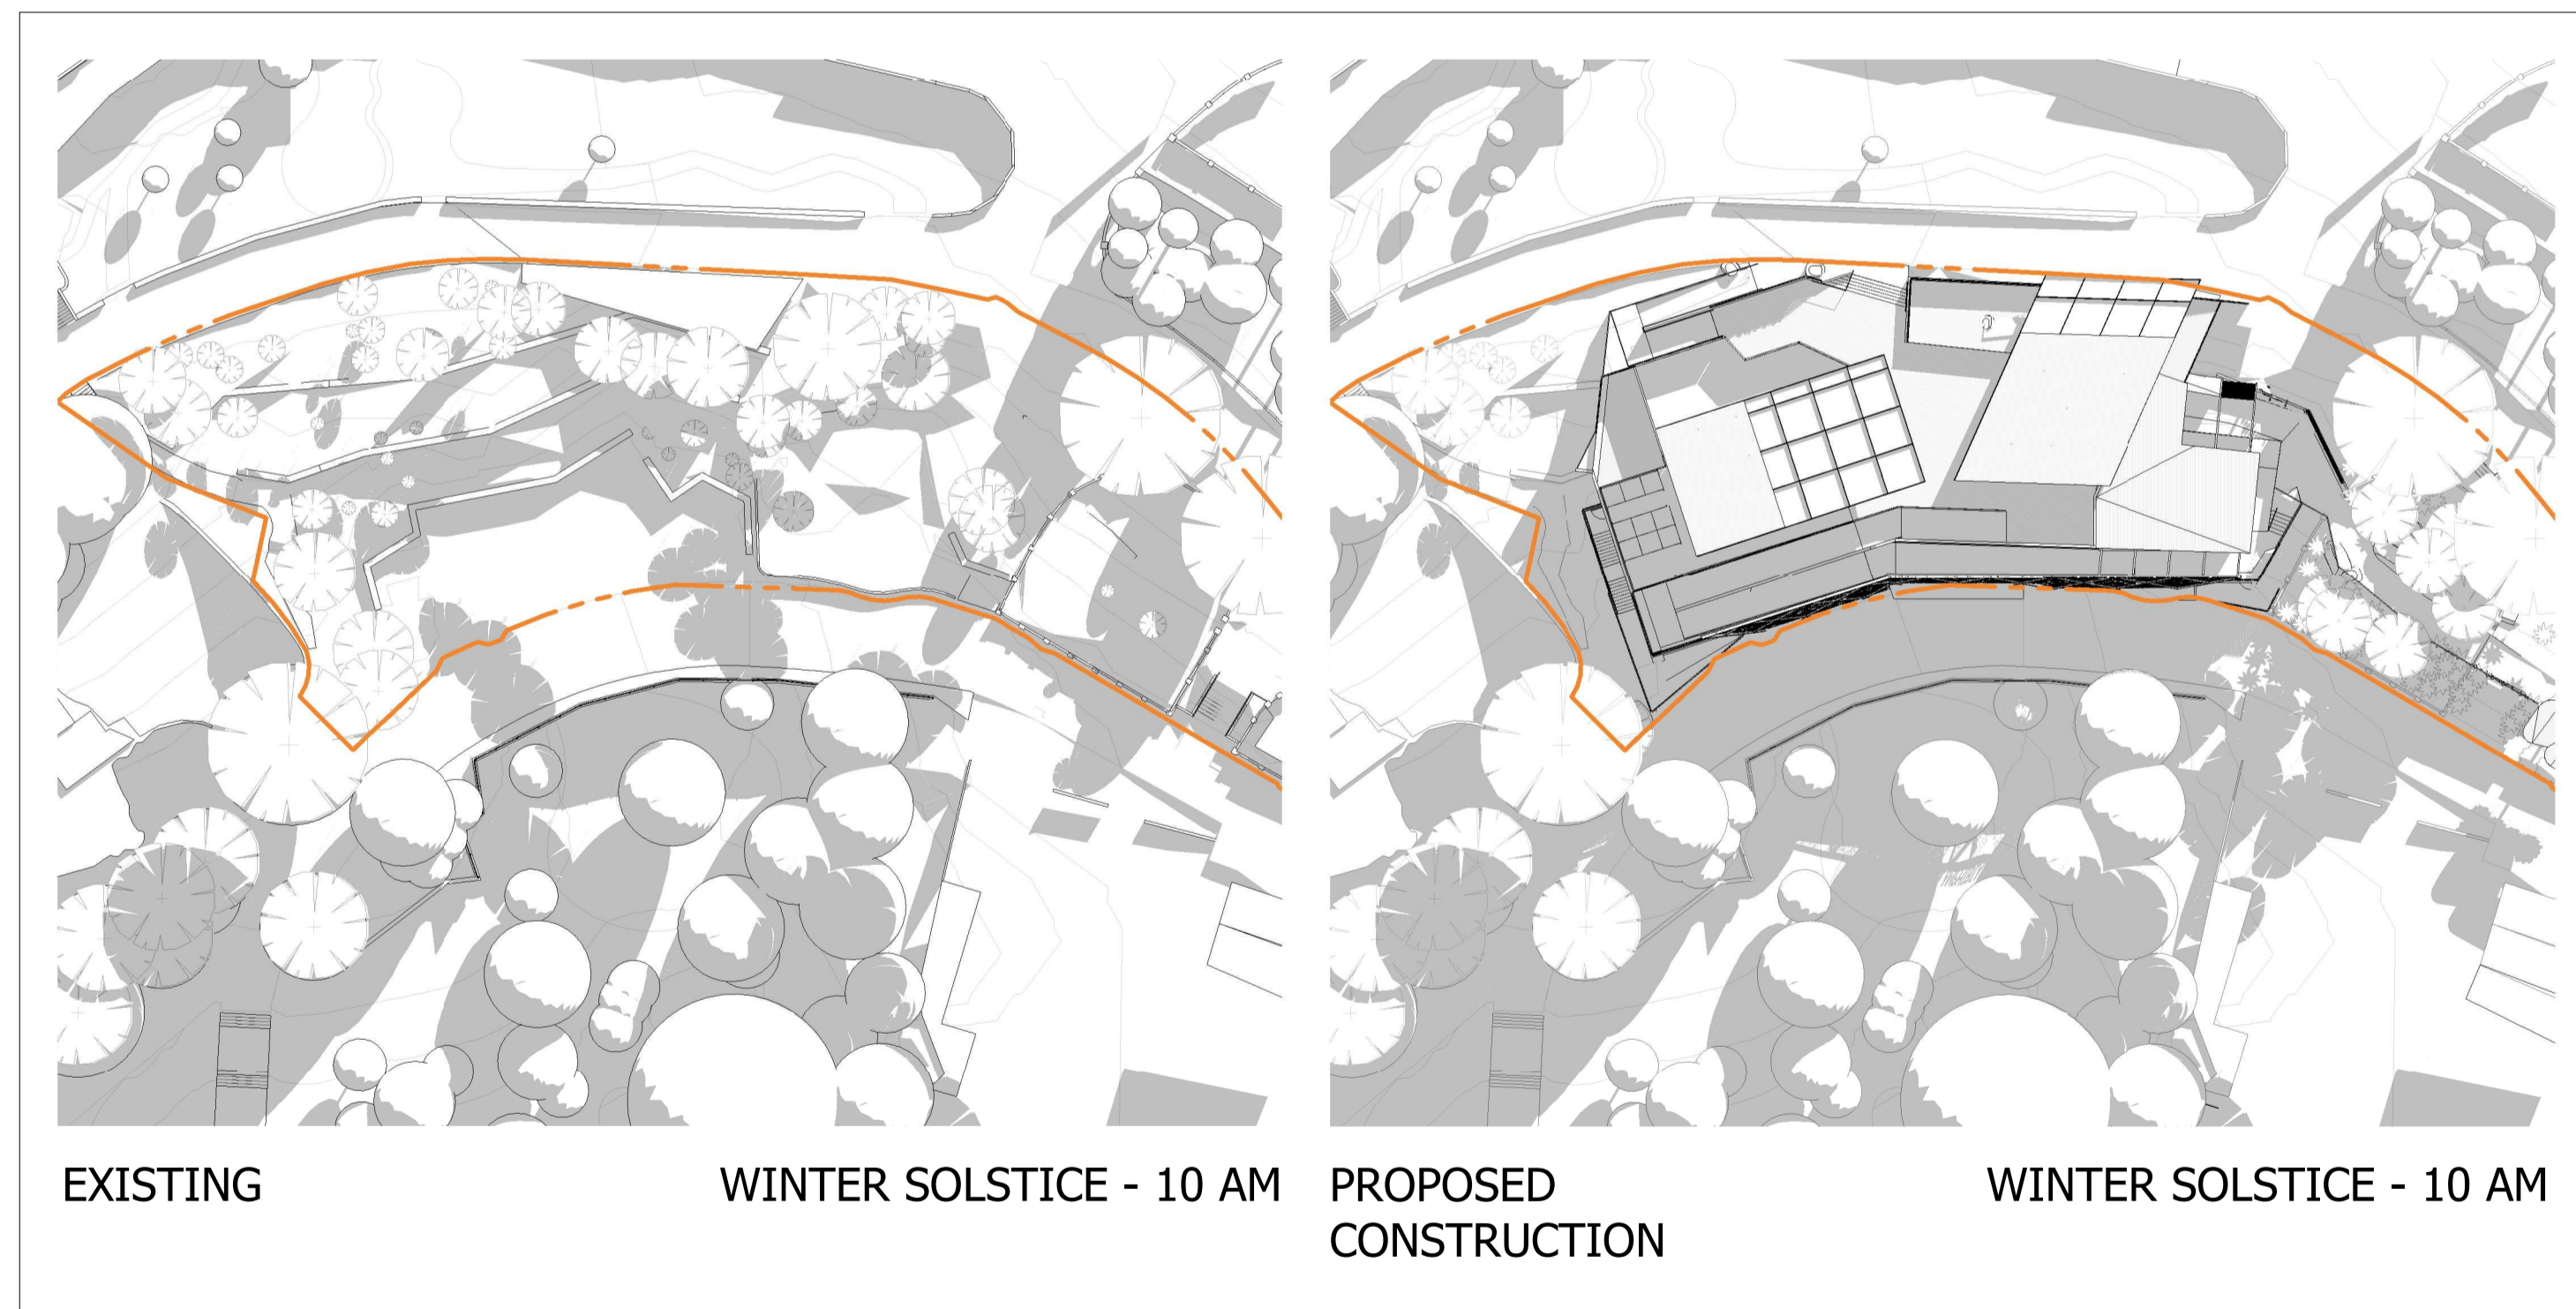 EXISTING
WINTER SOLSTICE - 10 AM
PROPOSED
CONSTRUCTION
WINTER SOLSTICE - 10 AM